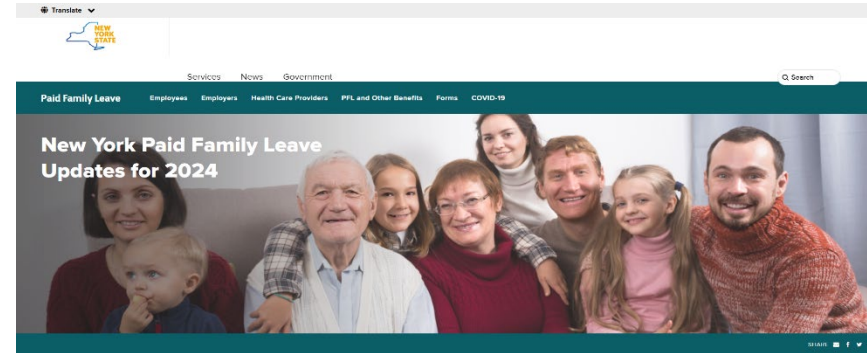 Translate
NEW
YORK
STATE
Services News Government
Search
Paid Family Leave Employees Employers Health Care Providers PFL and Other Benefits Forms COVID-19
New York Paid Family Leave
Updates for 2024
SHARE